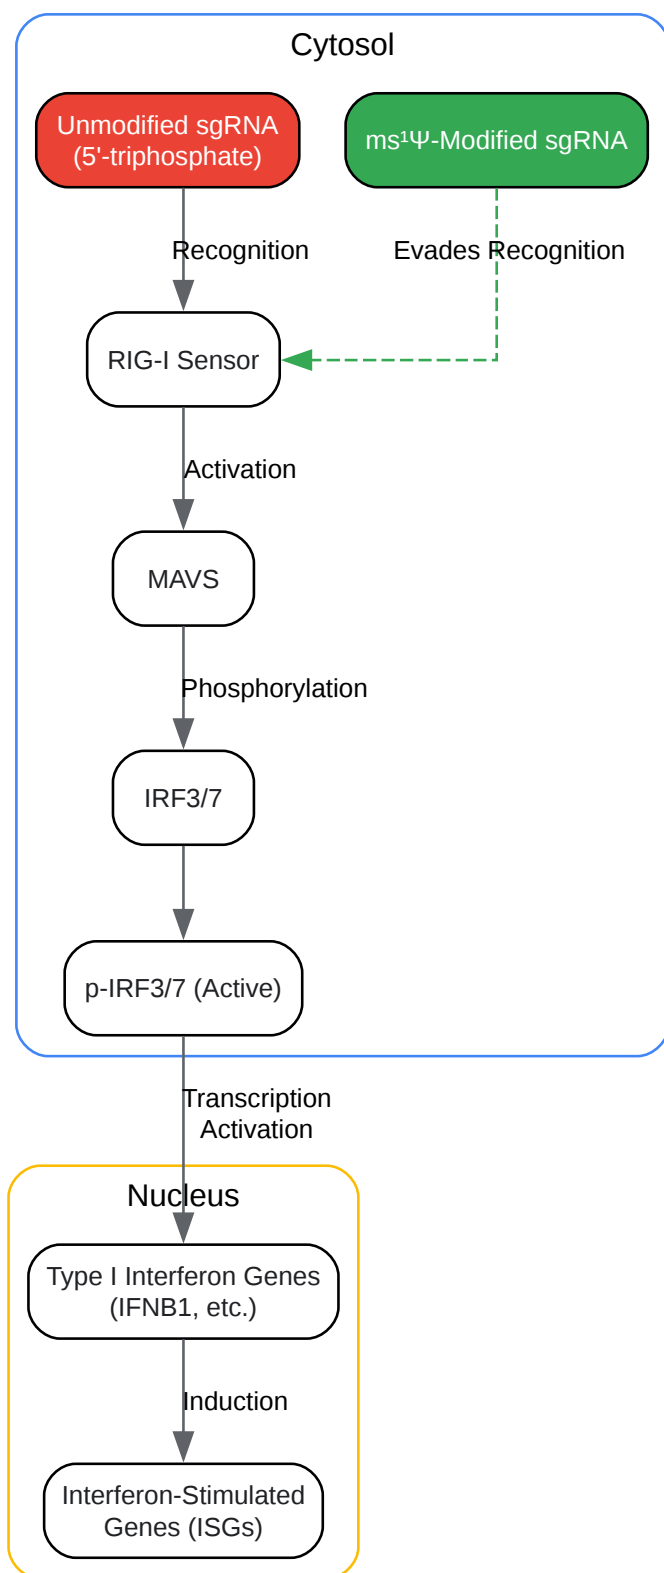 Cytosol
Unmodified sgRNA
(5'-triphosphate)
ms¹Ψ-Modified sgRNA
Recognition
Evades Recognition
RIG-I Sensor
Activation
MAVS
Phosphorylation
IRF3/7
p-IRF3/7 (Active)
Transcription
Activation
Nucleus
Type I Interferon Genes
(IFNB1, etc.)
Induction
Interferon-Stimulated
Genes (ISGs)